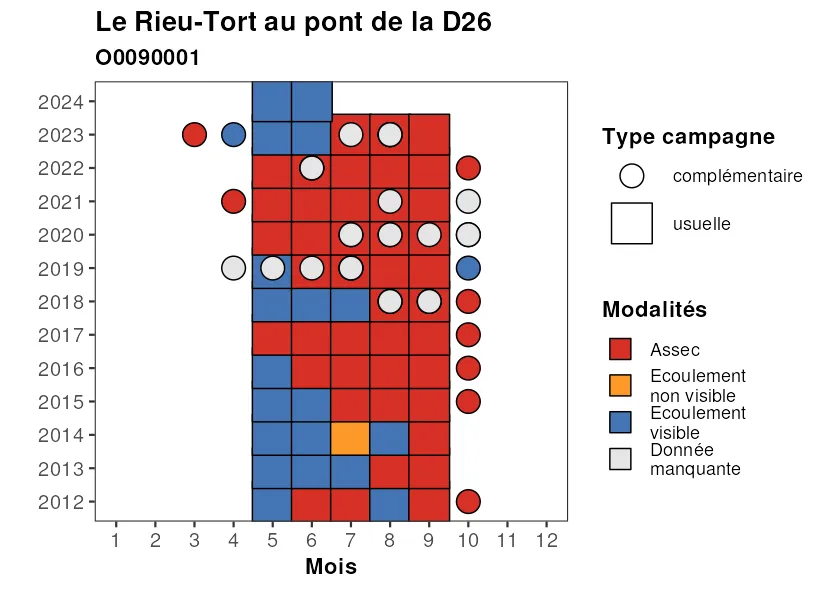 Le Rieu-Tort au pont de la D26
O0090001
2024
2023
2022
2021
2020
2019
2018
2017
2016
2015
2014
2013
2012
1 2 3 4 5 6 7 8 9 10 11 12
Mois
Type campagne
complémentaire
usuelle
Modalités
Assec
Ecoulement
non visible
Ecoulement
visible
Donnée
manquante